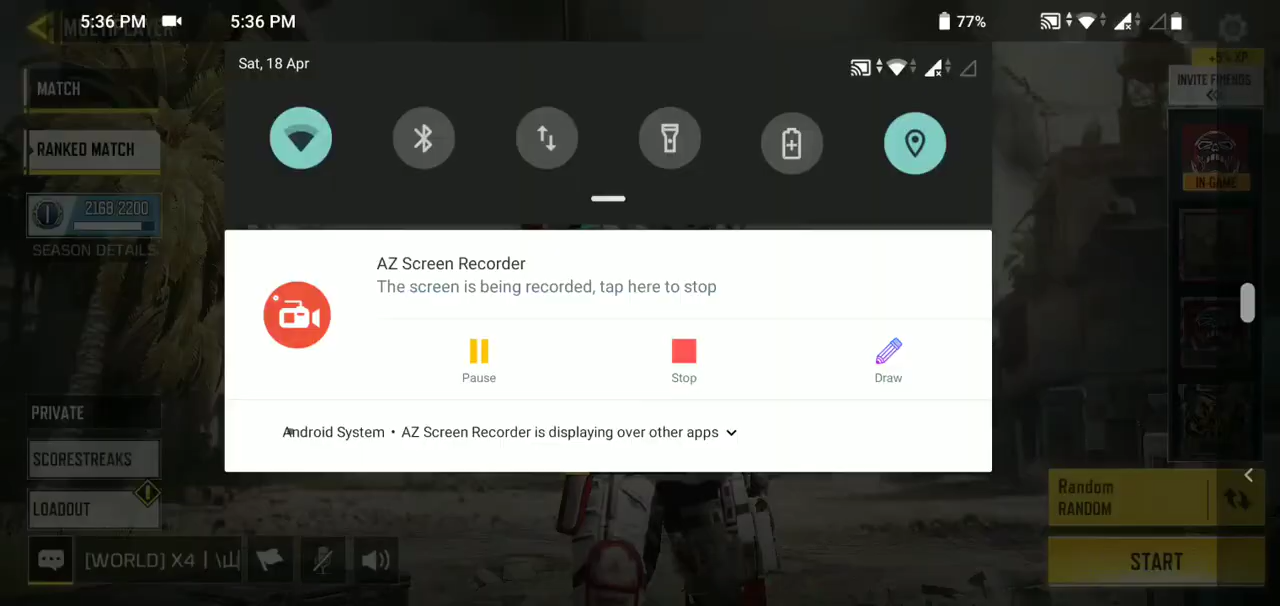 5:36 PM
5:36 PM
77%
MULTIPLAYER
Sat, 18 Apr
+5% XP
INVITE FRIENDS
MATCH
RANKED MATCH
IN-GAME
2168/2200
SEASON DETAILS
AZ Screen Recorder
The screen is being recorded, tap here to stop
Pause
Stop
Draw
PRIVATE
Android System • AZ Screen Recorder is displaying over other apps
SCORESTREAKS
LOADOUT
Random
RANDOM
[WORLD] X4 |
START